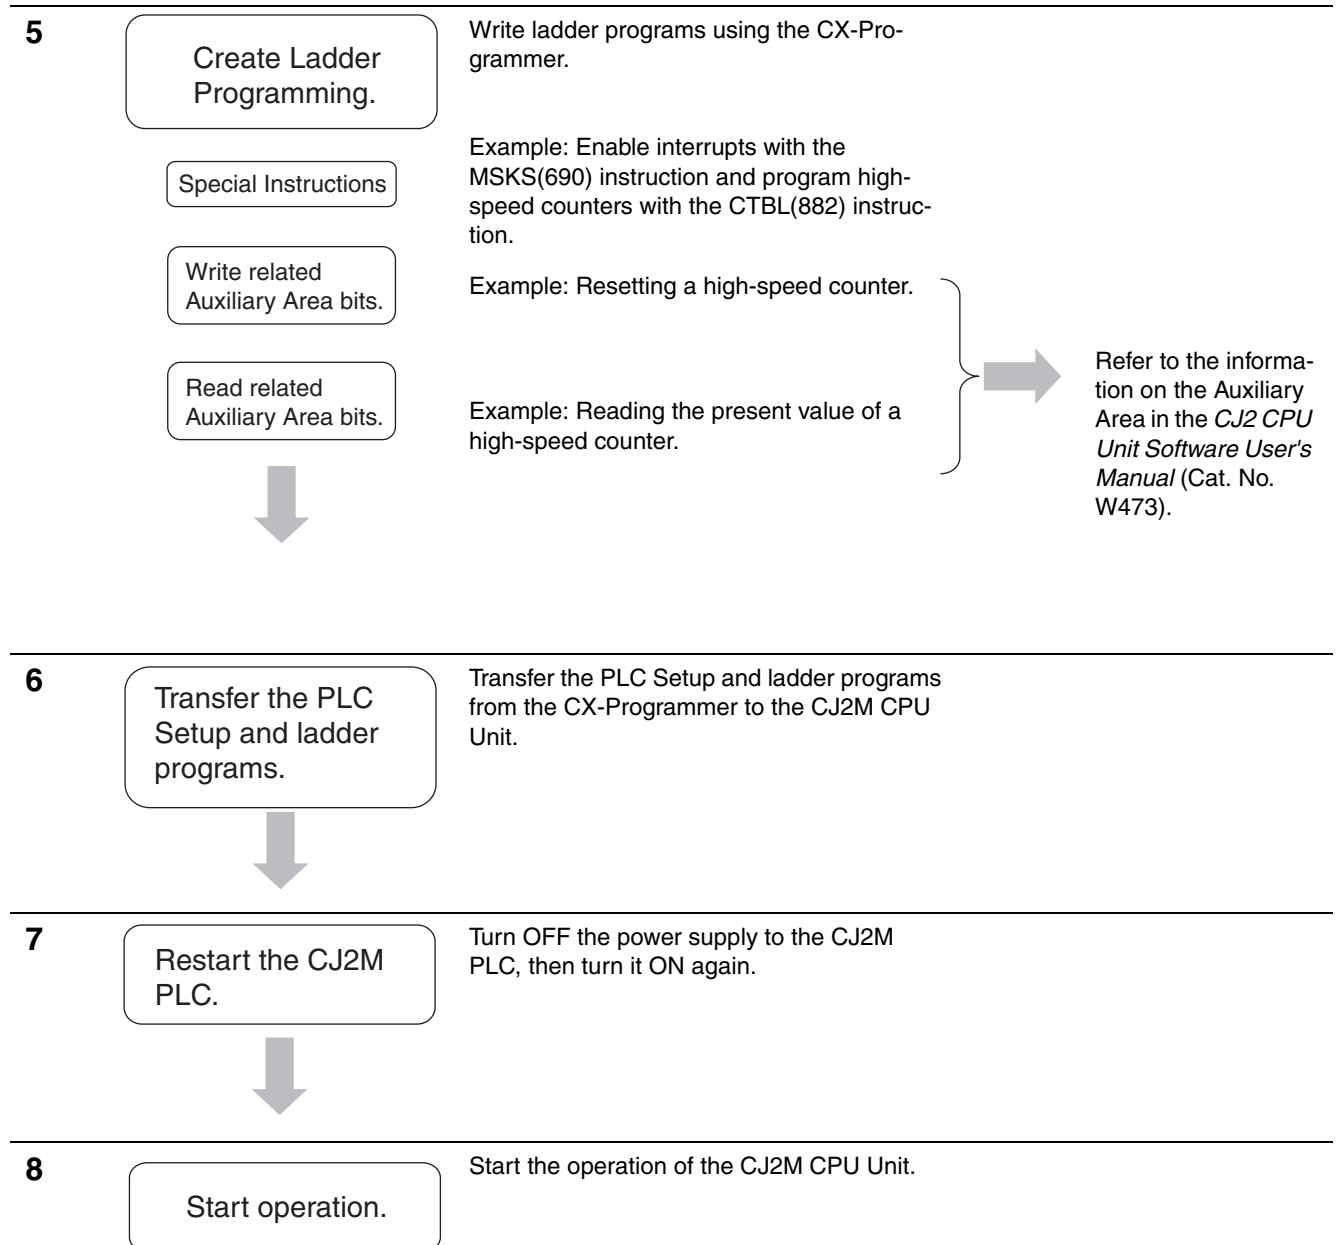 5
Create Ladder
Programming.
Write ladder programs using the CX-Pro-
grammer.
Special Instructions
Example: Enable interrupts with the
MSKS(690) instruction and program high-
speed counters with the CTBL(882) instruc-
tion.
Write related
Auxiliary Area bits.
Example: Resetting a high-speed counter.
Read related
Auxiliary Area bits.
Example: Reading the present value of a
high-speed counter.
Refer to the informa-
tion on the Auxiliary
Area in the CJ2 CPU
Unit Software User's
Manual (Cat. No.
W473).
6
Transfer the PLC
Setup and ladder
programs.
Transfer the PLC Setup and ladder programs
from the CX-Programmer to the CJ2M CPU
Unit.
7
Restart the CJ2M
PLC.
Turn OFF the power supply to the CJ2M
PLC, then turn it ON again.
8
Start operation.
Start the operation of the CJ2M CPU Unit.